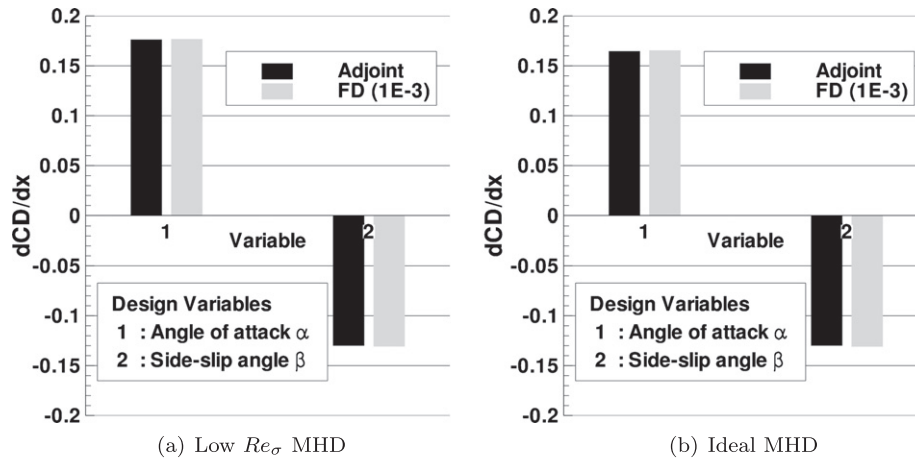 0.2
0.15
0.1
0.05
0
-0.05
-0.1
-0.15
-0.2
dCD/dx
Adjoint
FD (1E-3)
1
Variable
2
Design Variables
1 : Angle of attack α
2 : Side-slip angle β
(a) Low Reσ MHD
0.2
0.15
0.1
0.05
0
-0.05
-0.1
-0.15
-0.2
dCD/dx
Adjoint
FD (1E-3)
1
Variable
2
Design Variables
1 : Angle of attack α
2 : Side-slip angle β
(b) Ideal MHD